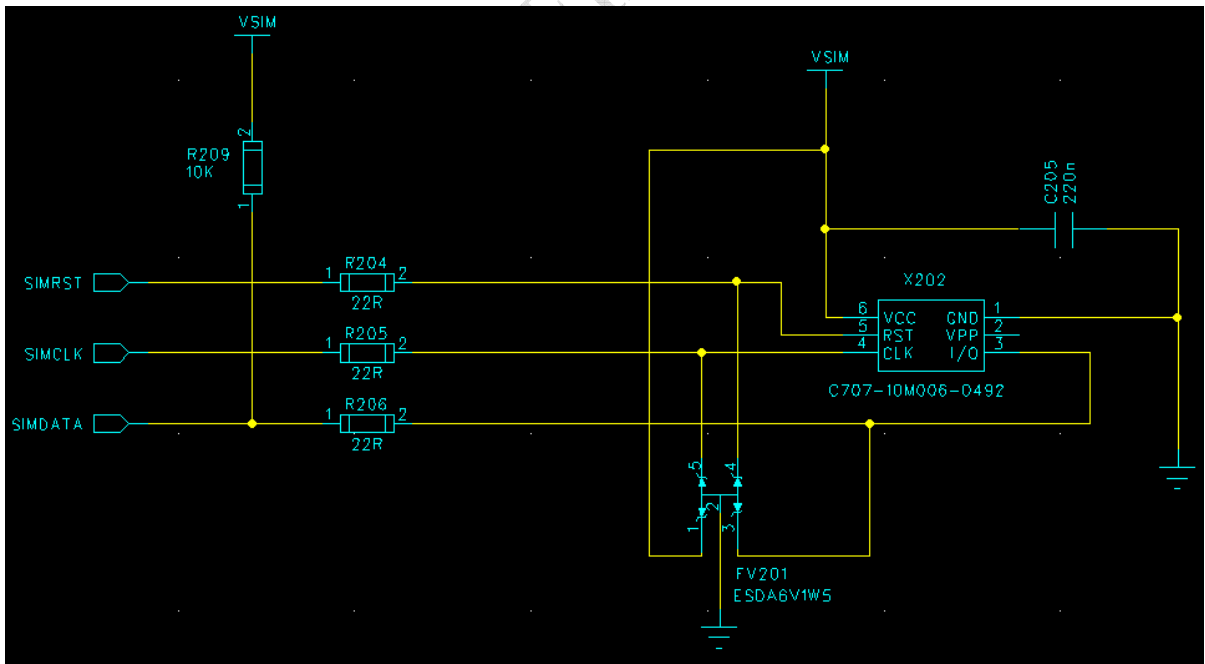 VSIM
VSIM
R209
10K
2
1
C205
220n
SIMRST
1
R204
2
22R
X202
6
VCC
GND
1
5
RST
VPP
2
4
CLK
I/O
3
C707-10M006-0492
SIMCLK
1
R205
2
22R
SIMDATA
1
R206
2
22R
5
4
2
1
3
FV201
ESDA6V1W5